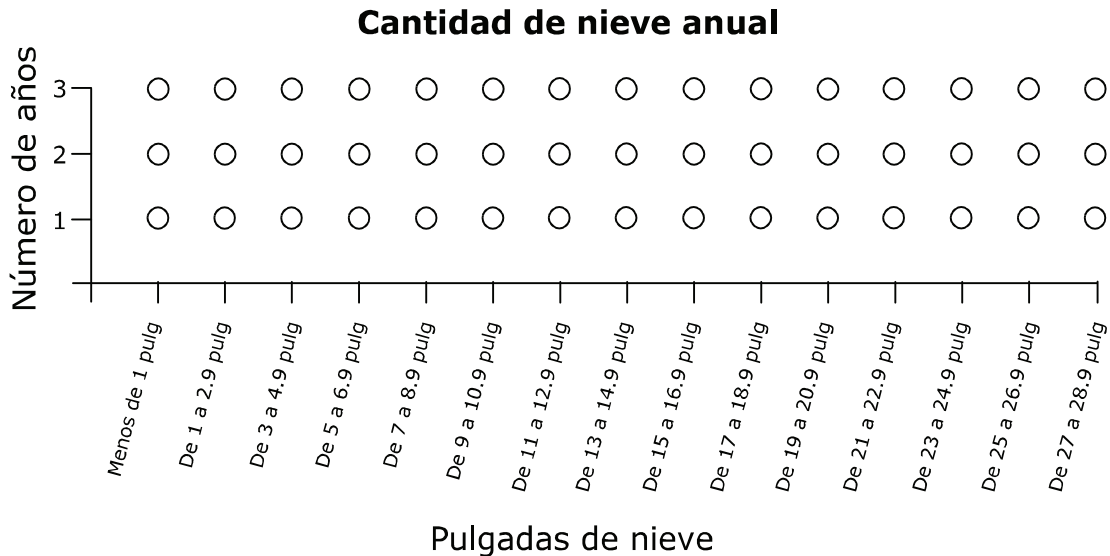 Cantidad de nieve anual
Número de años
3
2
1
Menos de 1 pulg
De 1 a 2.9 pulg
De 3 a 4.9 pulg
De 5 a 6.9 pulg
De 7 a 8.9 pulg
De 9 a 10.9 pulg
De 11 a 12.9 pulg
De 13 a 14.9 pulg
De 15 a 16.9 pulg
De 17 a 18.9 pulg
De 19 a 20.9 pulg
De 21 a 22.9 pulg
De 23 a 24.9 pulg
De 25 a 26.9 pulg
De 27 a 28.9 pulg
Pulgadas de nieve